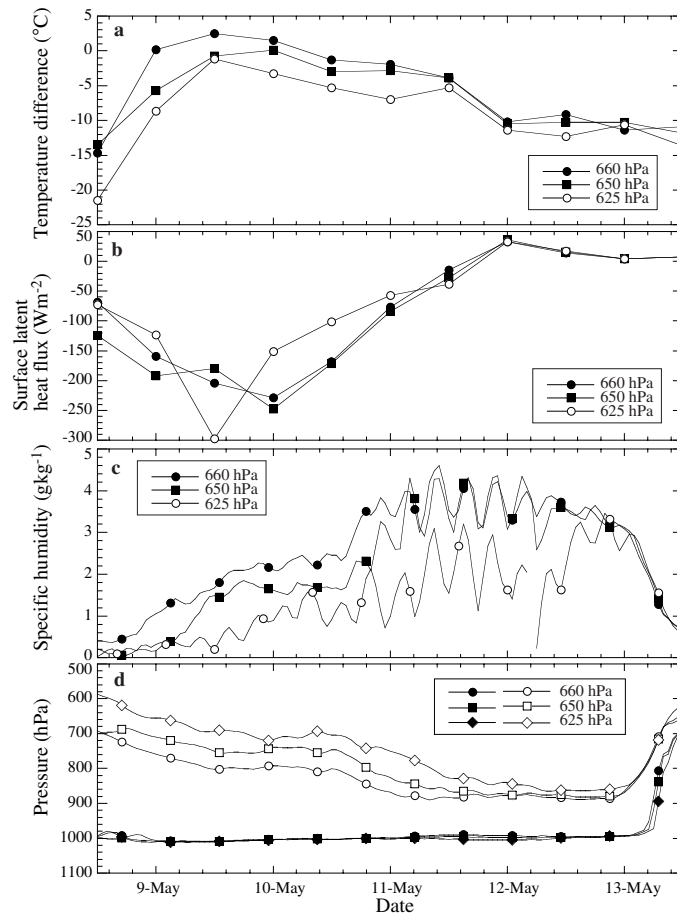 a
Temperature difference (°C)
5
0
-5
-10
-15
-20
-25
660 hPa
650 hPa
625 hPa
b
Surface latent
heat flux (Wm-2)
50
0
-50
-100
-150
-200
-250
-300
660 hPa
650 hPa
625 hPa
c
Specific humidity (gkg-1)
5
4
3
2
1
0
660 hPa
650 hPa
625 hPa
d
Pressure (hPa)
500
600
700
800
900
1000
1100
660 hPa
650 hPa
625 hPa
9-May 10-May 11-May 12-May 13-MAy
Date